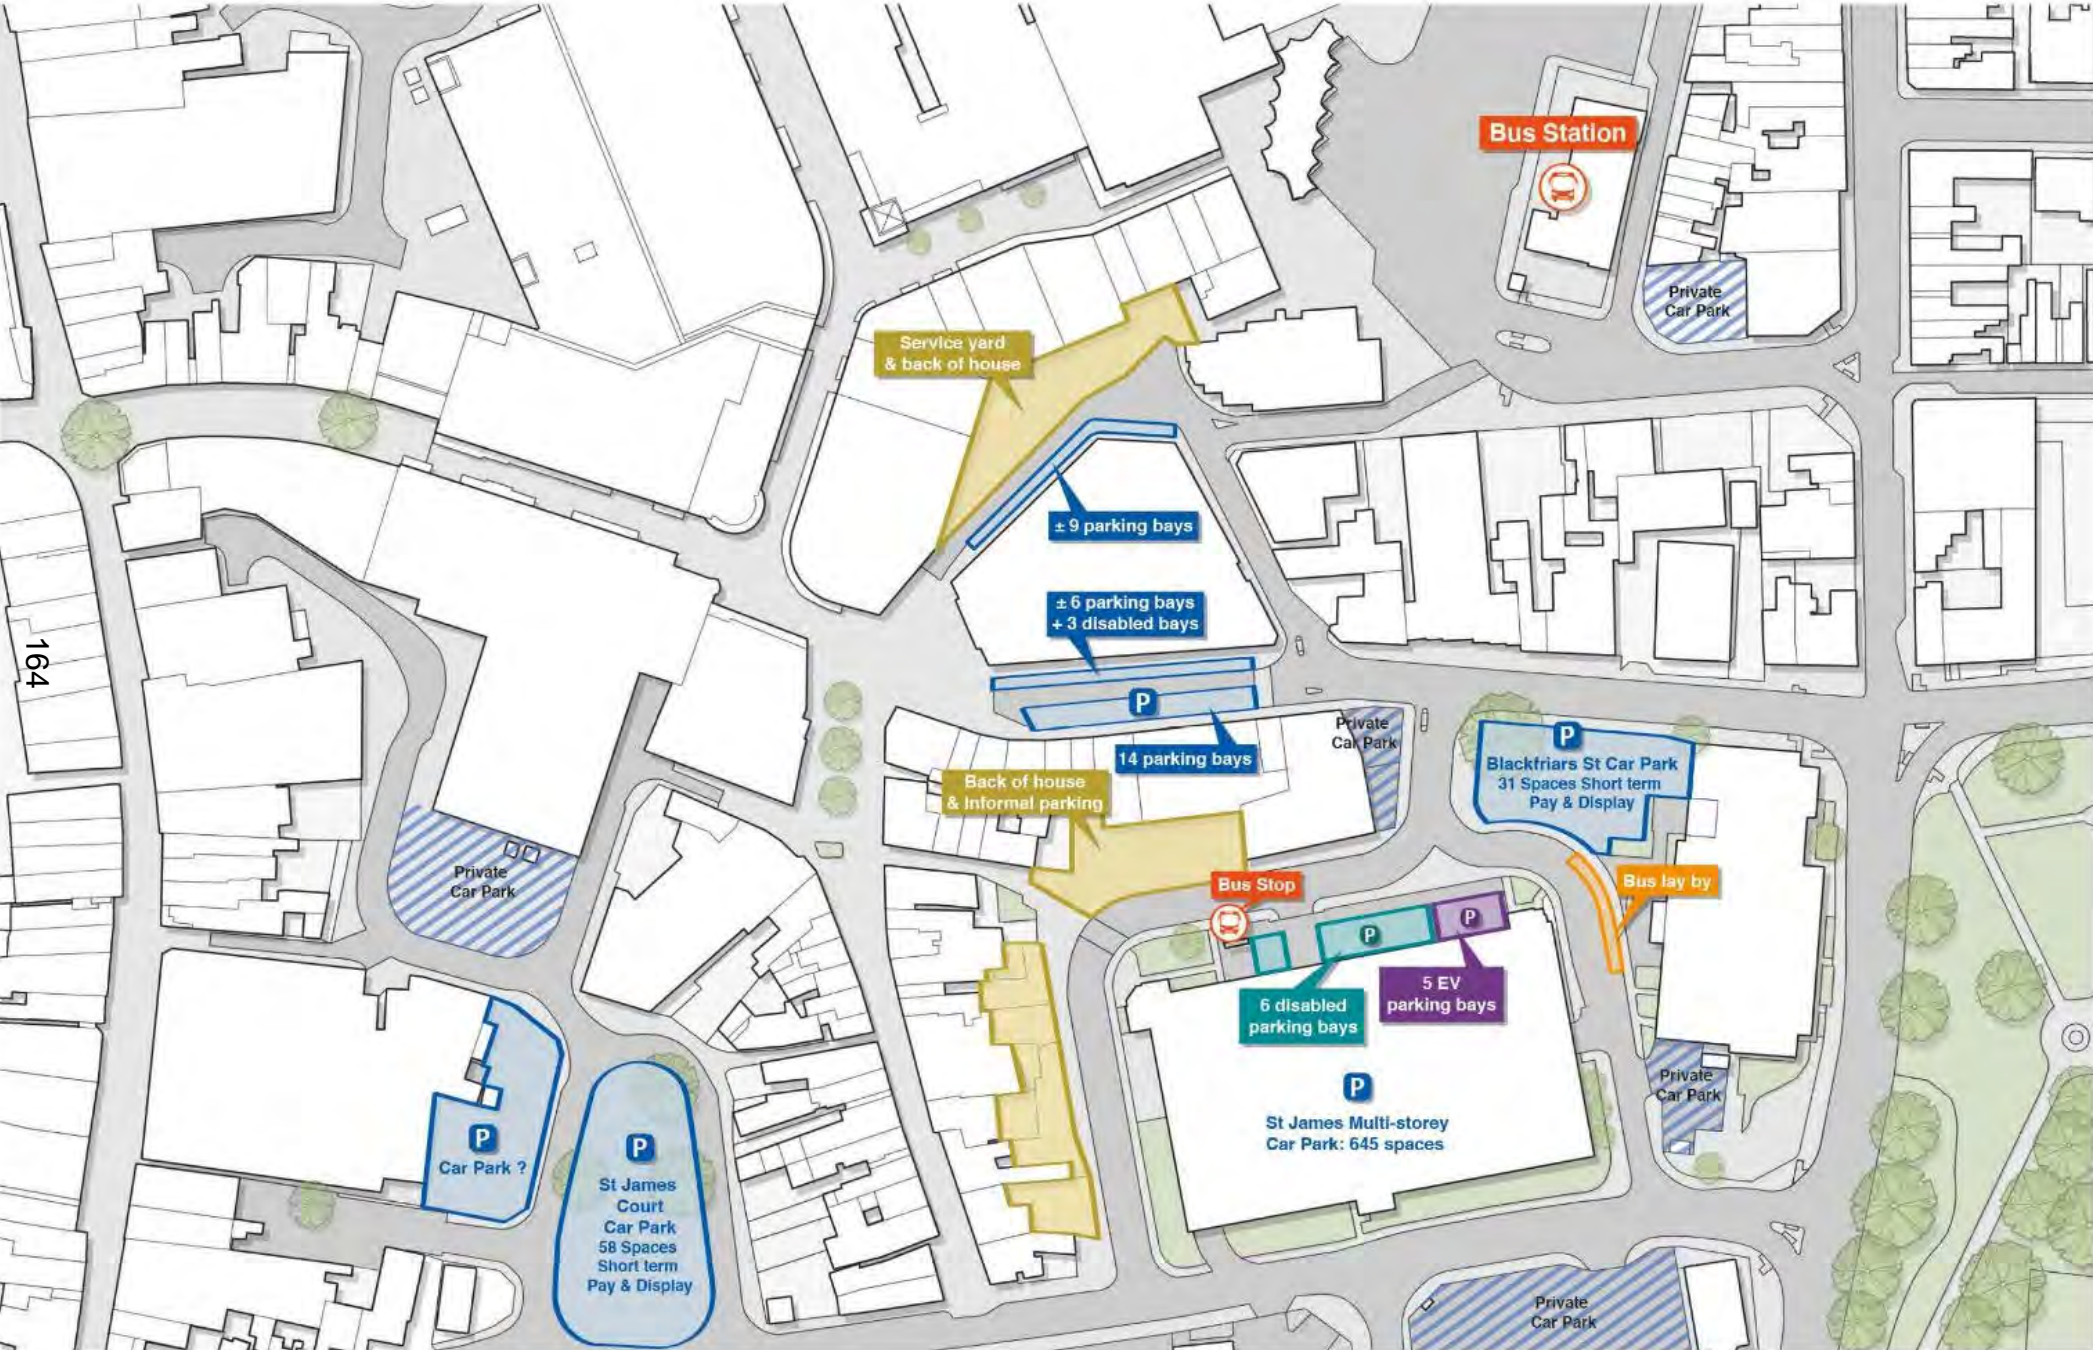 Bus Station
Private
Car Park
Service yard
& back of house
± 9 parking bays
± 6 parking bays
+ 3 disabled bays
164
P
14 parking bays
Private
Car Park
P
Blackfriars St Car Park
31 Spaces Short term
Pay & Display
Back of house
& Informal parking
Private
Car Park
Bus Stop
Bus lay by
P
P
5 EV
parking bays
6 disabled
parking bays
P
St James Multi-storey
Car Park: 645 spaces
Private
Car Park
P
Car Park ?
P
St James
Court
Car Park
58 Spaces
Short term
Pay & Display
Private
Car Park